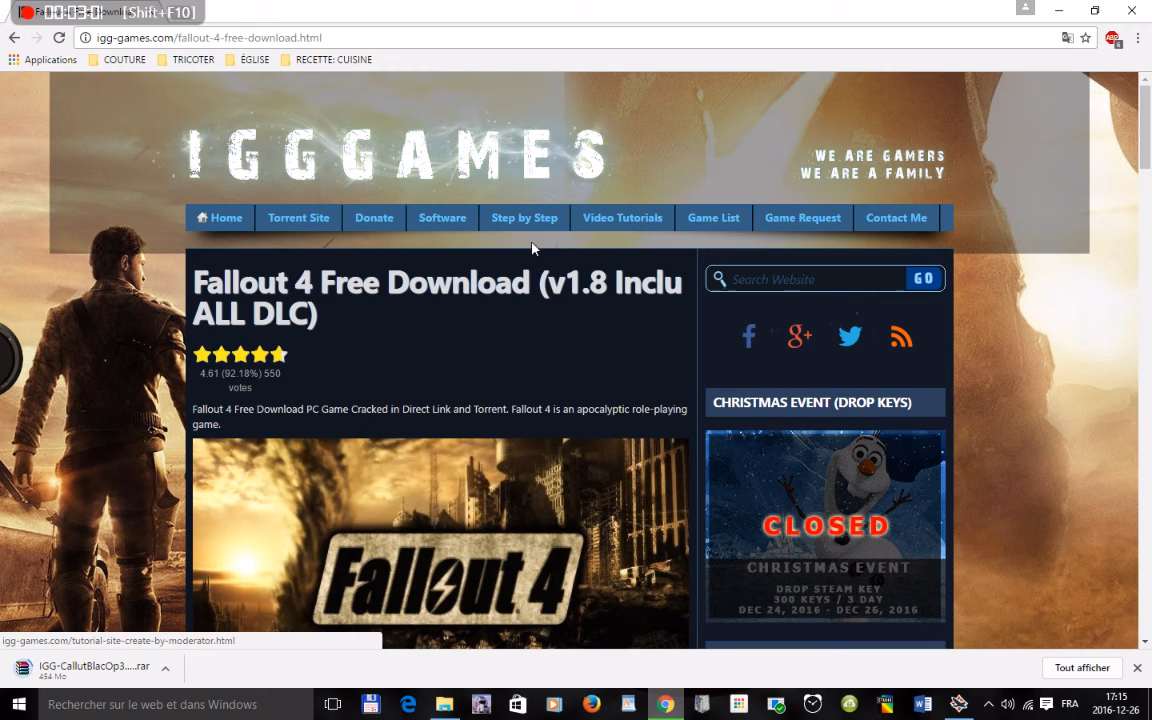 00:03:01 [Shift+F10]
igg-games.com/fallout-4-free-download.html
Applications COUTURE TRICOTER ÉGLISE RECETTE: CUISINE
IGGGAMES
WE ARE GAMERS
WE ARE A FAMILY
Home Torrent Site Donate Software Step by Step Video Tutorials Game List Game Request Contact Me
Fallout 4 Free Download (v1.8 Inclu
ALL DLC)
4.61 (92.18%) 550
votes
Fallout 4 Free Download PC Game Cracked in Direct Link and Torrent. Fallout 4 is an apocalyptic role-playing
game.
Fallout 4
Search Website GO
CHRISTMAS EVENT (DROP KEYS)
CLOSED
CHRISTMAS EVENT
DROP STEAM KEY
300 KEYS / 3 DAY
DEC 24, 2016 - DEC 26, 2016
igg-games.com/tutorial-site-create-by-moderator.html
IGG-CallutBlacOp3.....rar
454 Mo
Tout afficher
Rechercher sur le web et dans Windows
FRA
17:15
2016-12-26